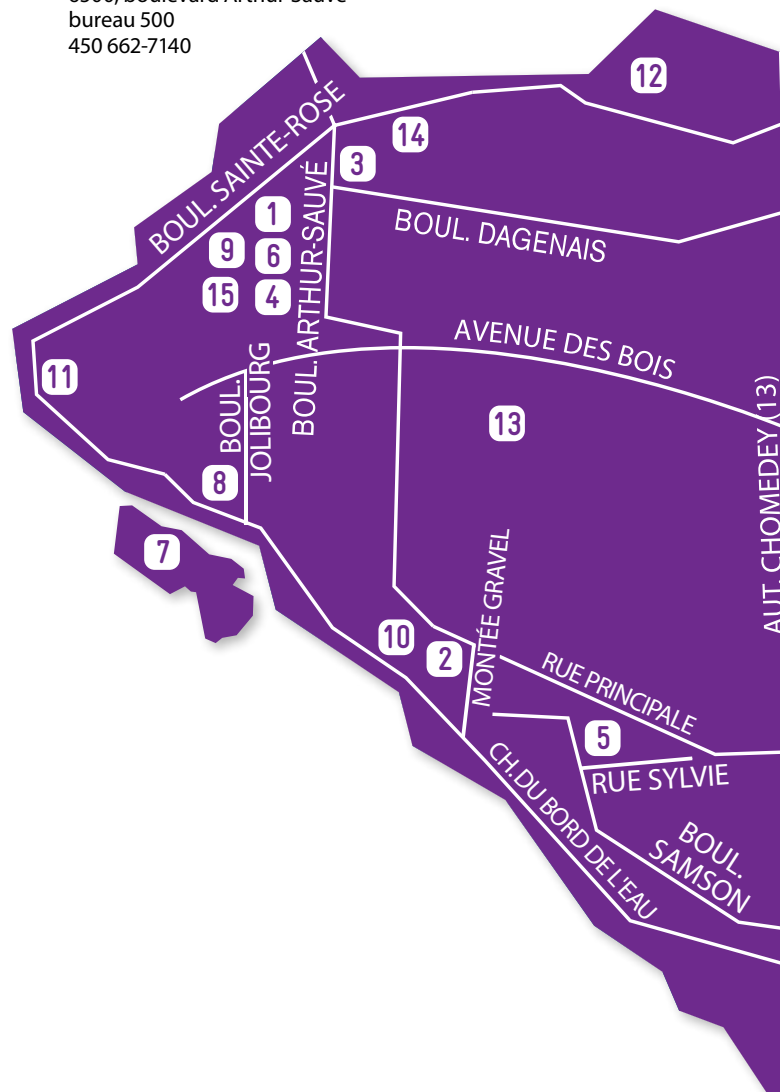 bureau 500
450 662-7140
12
BOUL. SAINTE-ROSE
14
3
1
BOUL. ARTHUR-SAUVÉ
BOUL. DAGENAIS
9
6
15
4
AVENUE DES BOIS
11
BOUL.
JOLIBOURG
AUT. CHOMEDEY (13)
13
8
7
MONTÉE GRAVEL
10
2
RUE PRINCIPALE
5
RUE SYLVIE
CH.DU BORD DE L'EAU
BOUL.
SAMSON